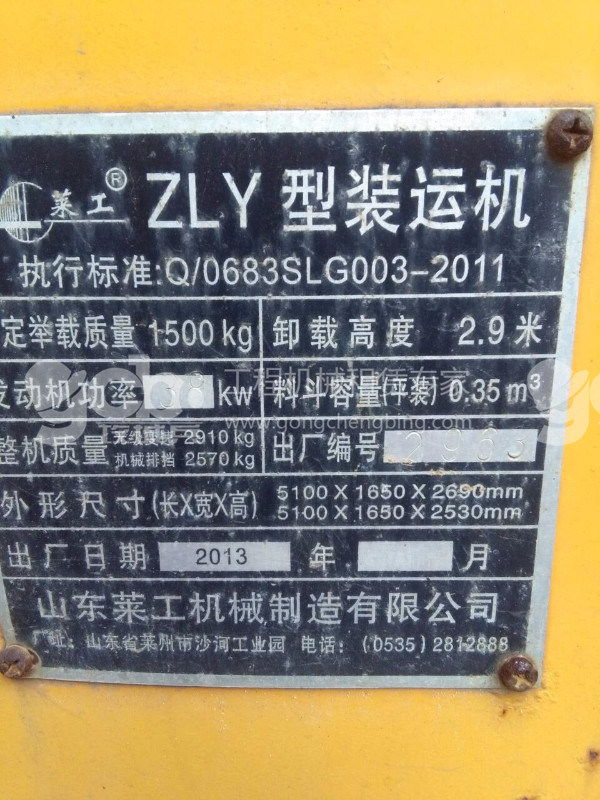 莱工® ZLY 型装运机
执行标准:Q/0683SLG003-2011
定举载质量 1500 kg 卸载高度 2.9 米
发动机功率 kw 料斗容量(平装) 0.35 m³
整机质量 无级变速 2910 kg 机械排挡 2570 kg 出厂编号
外形尺寸(长X宽X高) 5100 X 1650 X 2690mm
5100 X 1650 X 2530mm
出厂日期 2013 年 月
山东莱工机械制造有限公司
址: 山东省莱州市沙河工业园 电话: (0535) 2812888
工程机械租赁专家
www.gongchengbing.com